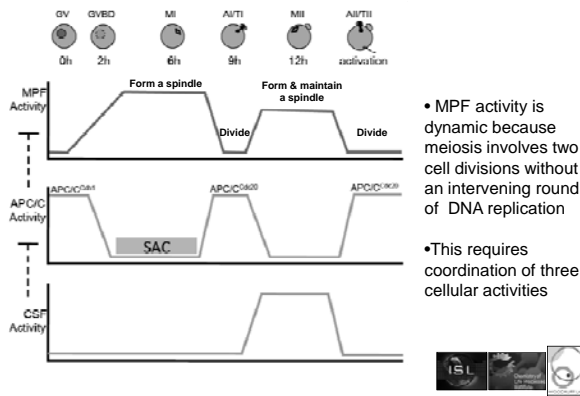 GV GVBD MI AI/TI MII AII/TII
0h 2h 6h 9h 12h activation
MPF
Activity
Form a spindle
Divide
Form & maintain
a spindle
Divide
APC/C
Activity
APC/C^Cdh1
SAC
APC/C^Cdc20
APC/C^Cdc20
CSF
Activity
• MPF activity is
dynamic because
meiosis involves two
cell divisions without
an intervening round
of DNA replication
•This requires
coordination of three
cellular activities
ISL